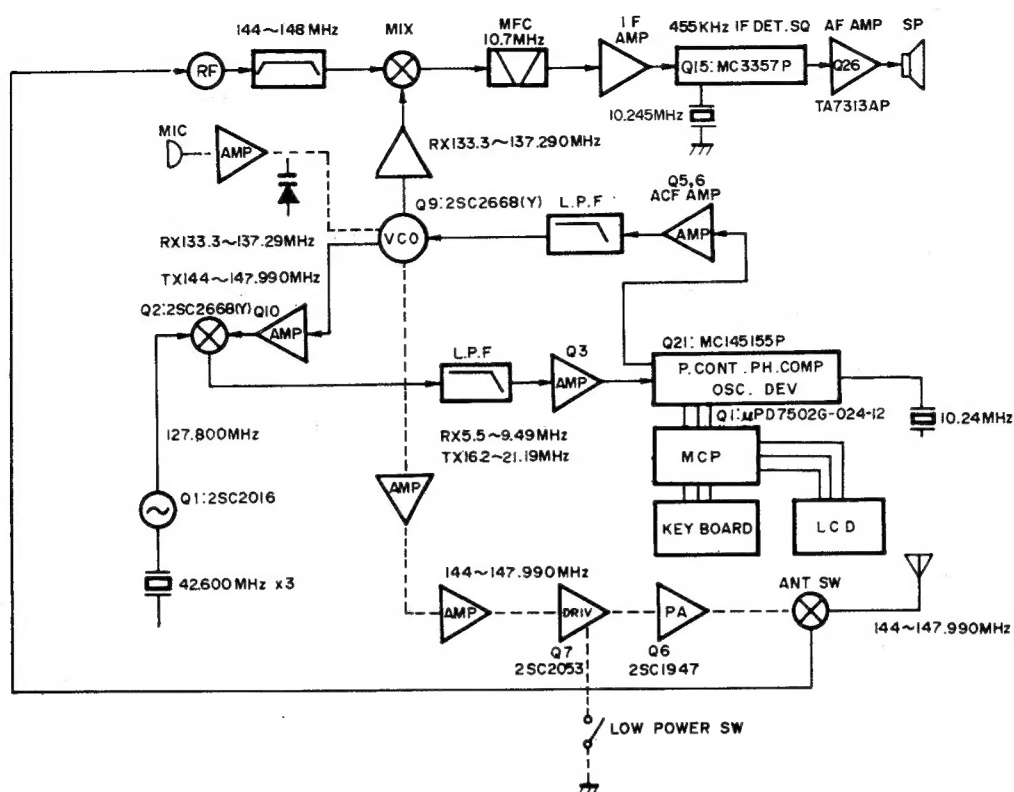 144~148MHz
MIX
MFC
10.7MHz
IF
AMP
455KHz IF DET.SQ
AF AMP
SP
RF
Q15:MC3357P
Q26
TA7313AP
10.245MHz
MIC
AMP
RX133.3~137.290MHz
Q9:2SC2668(Y)
L.P.F
Q5,6
ACF AMP
VCO
AMP
RX133.3~137.29MHz
TX144~147.990MHz
Q2:2SC2668(Y)
Q10
AMP
L.P.F
Q3
AMP
Q21: MC145155P
P.CONT.PH.COMP
OSC. DEV
10.24MHz
Q1:μPD7502G-024-12
127.800MHz
RX5.5~9.49MHz
TX16.2~21.19MHz
MCP
AMP
Q1:2SC2016
KEY BOARD
LCD
42.600MHz x3
144~147.990MHz
ANT SW
AMP
DRIV
PA
144~147.990MHz
Q7
2SC2053
Q6
2SC1947
LOW POWER SW